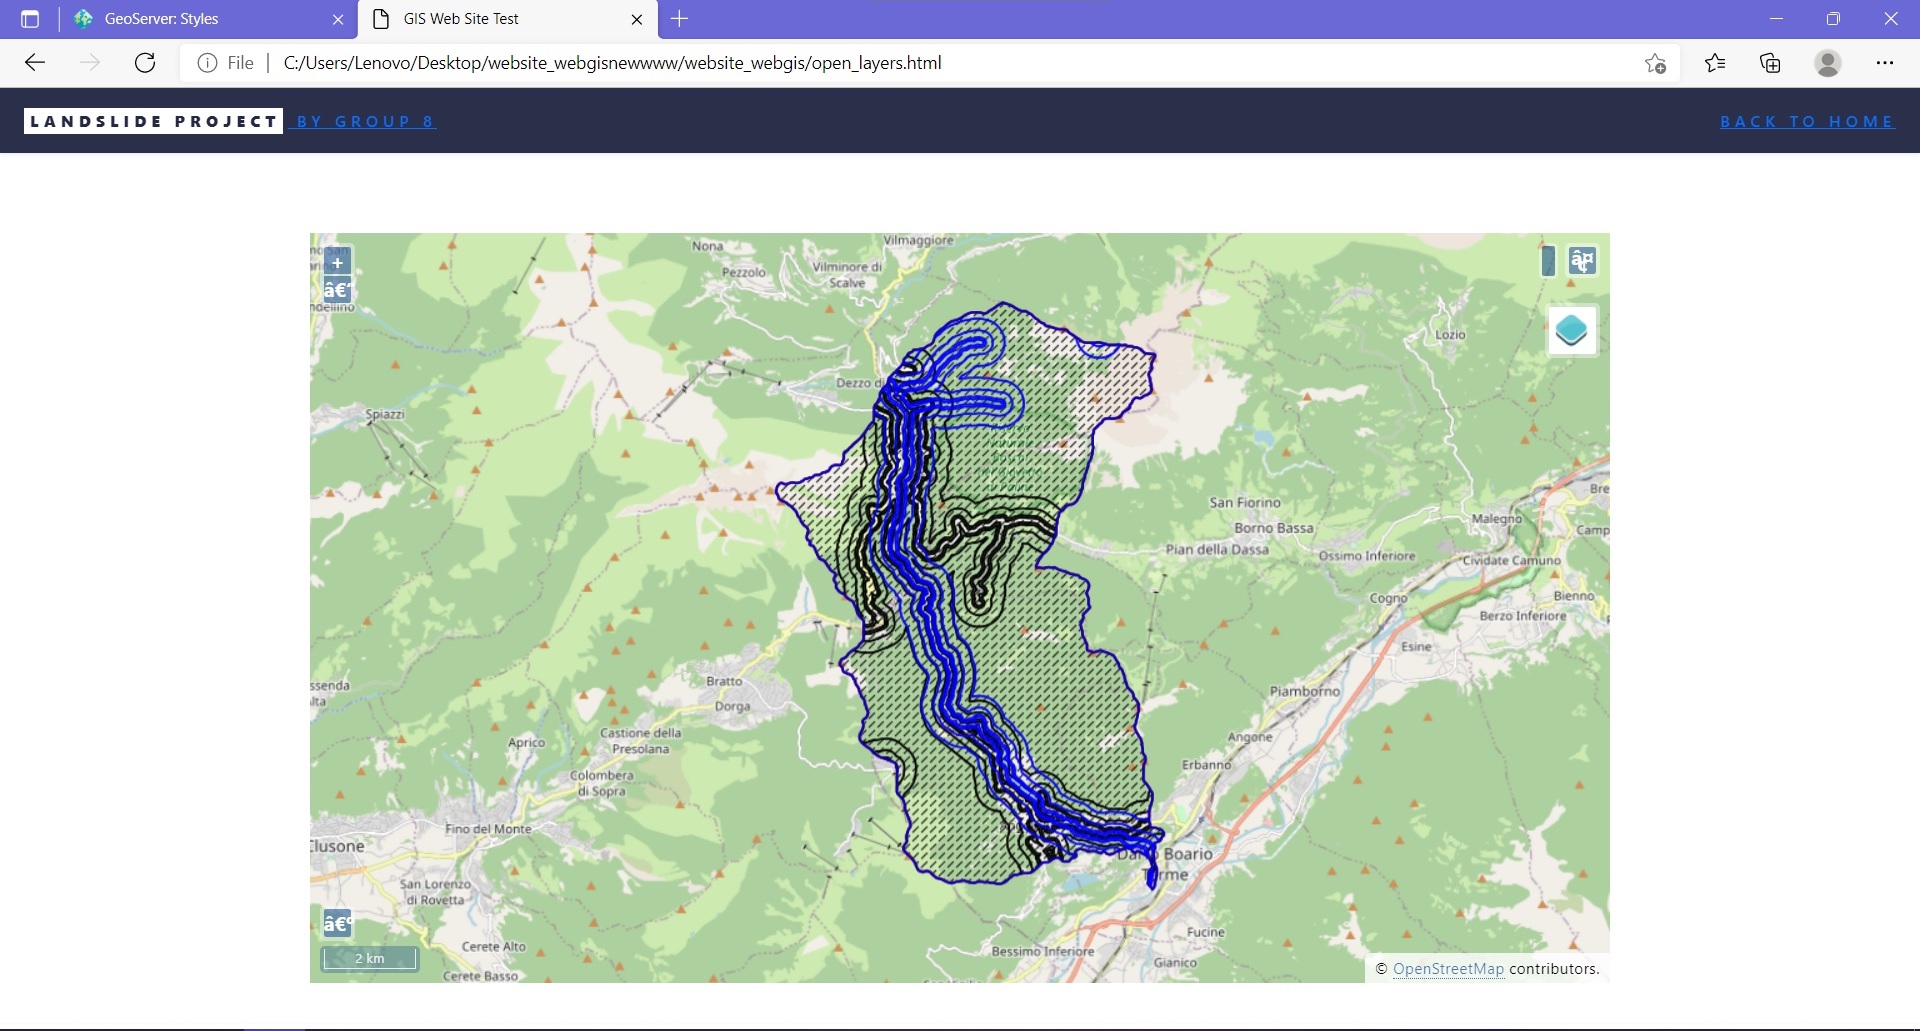 GeoServer: Styles
GIS Web Site Test
File
C:/Users/Lenovo/Desktop/website_webgisnewwww/website_webgis/open_layers.html
LANDSLIDE PROJECT BY GROUP 8
BACK TO HOME
+
â€“
Nona
Vilmaggiore
Pezzolo
Vilminore di
Scalve
Lozio
Dezzo di
Spiazzi
San Fiorino
Borno Bassa
Malegno
Bre
Camp
Pian della Dassa
Ossimo Inferiore
Cividate Camuno
Cogno
Bienno
Berzo Inferiore
Esine
Bratto
Dorga
ssenda
lta
Piamborno
Aprico
Castione della
Presolana
Angone
Colombera
di Sopra
Erbanno
Fino del Monte
Clusone
Boario
Terme
San Lorenzo
di Rovetta
Fucine
Cerete Alto
Bessimo Inferiore
Gianico
2 km
Cerete Basso
© OpenStreetMap contributors.